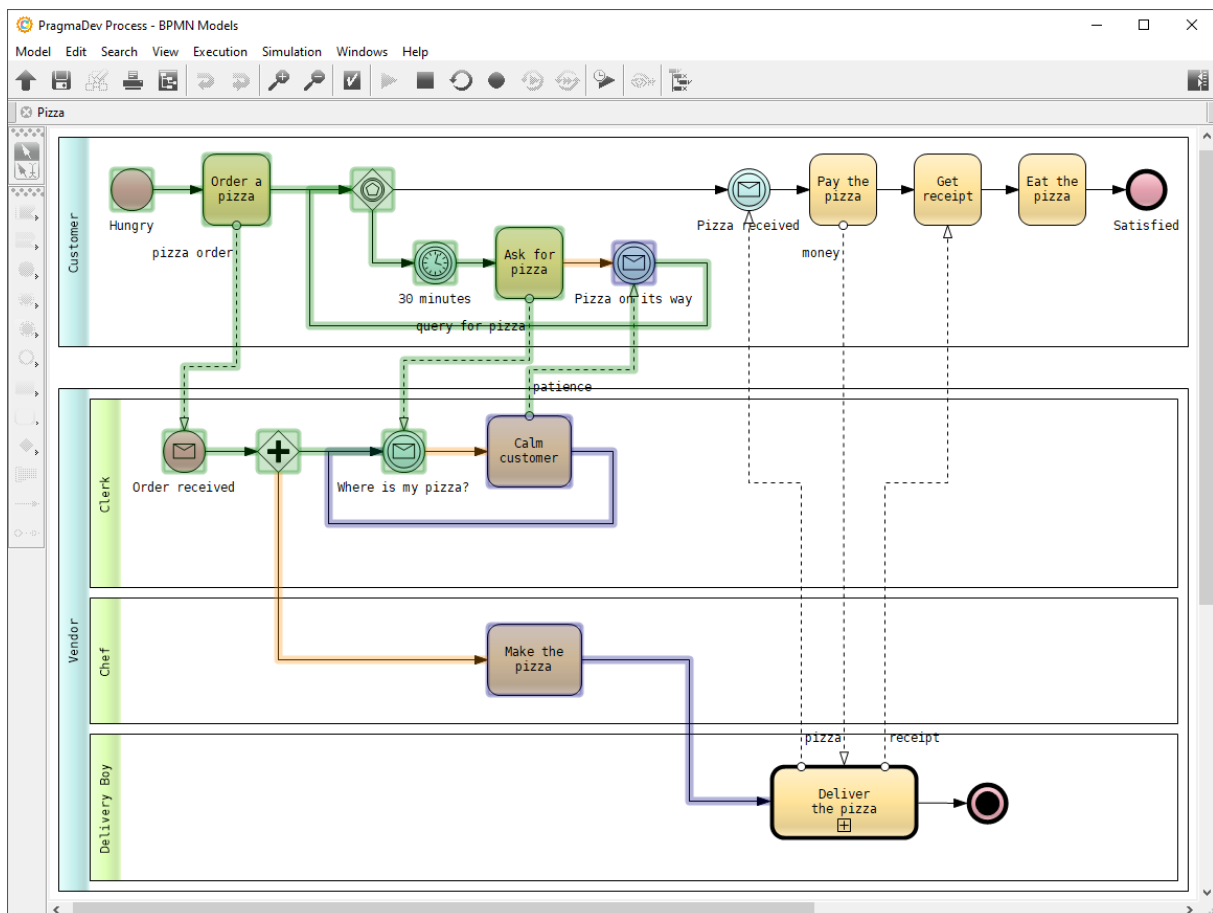 PragmaDev Process - BPMN Models
Model Edit Search View Execution Simulation Windows Help
Pizza
Customer
Hungry
Order a
pizza
pizza order
30 minutes
Ask for
pizza
query for pizza
Pizza on its way
Pizza received
Pay the
pizza
money
Get
receipt
Eat the
pizza
Satisfied
patience
Vendor
Clerk
Order received
Where is my pizza?
Calm
customer
Chef
Make the
pizza
Delivery Boy
pizza
receipt
Deliver
the pizza